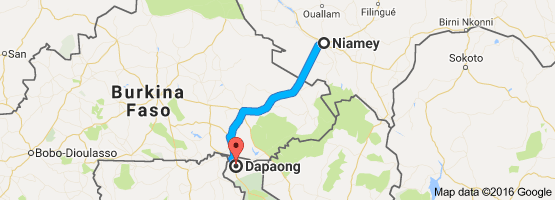 Ouallam
Filingué
Niamey
Birni Nkonni
San
Sokoto
Burkina
Faso
Bobo-Dioulasso
Dapaong
Map data ©2016 Google